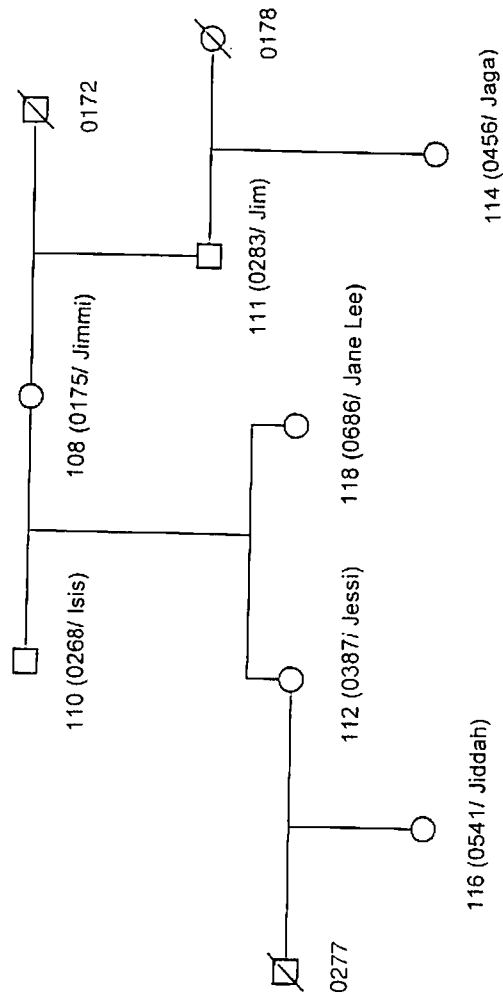 110 (0268/ Isis)
108 (0175/ Jimmi)
0172
111 (0283/ Jim)
0178
112 (0387/ Jessi)
118 (0686/ Jane Lee)
0277
116 (0541/ Jiddah)
114 (0456/ Jaga)